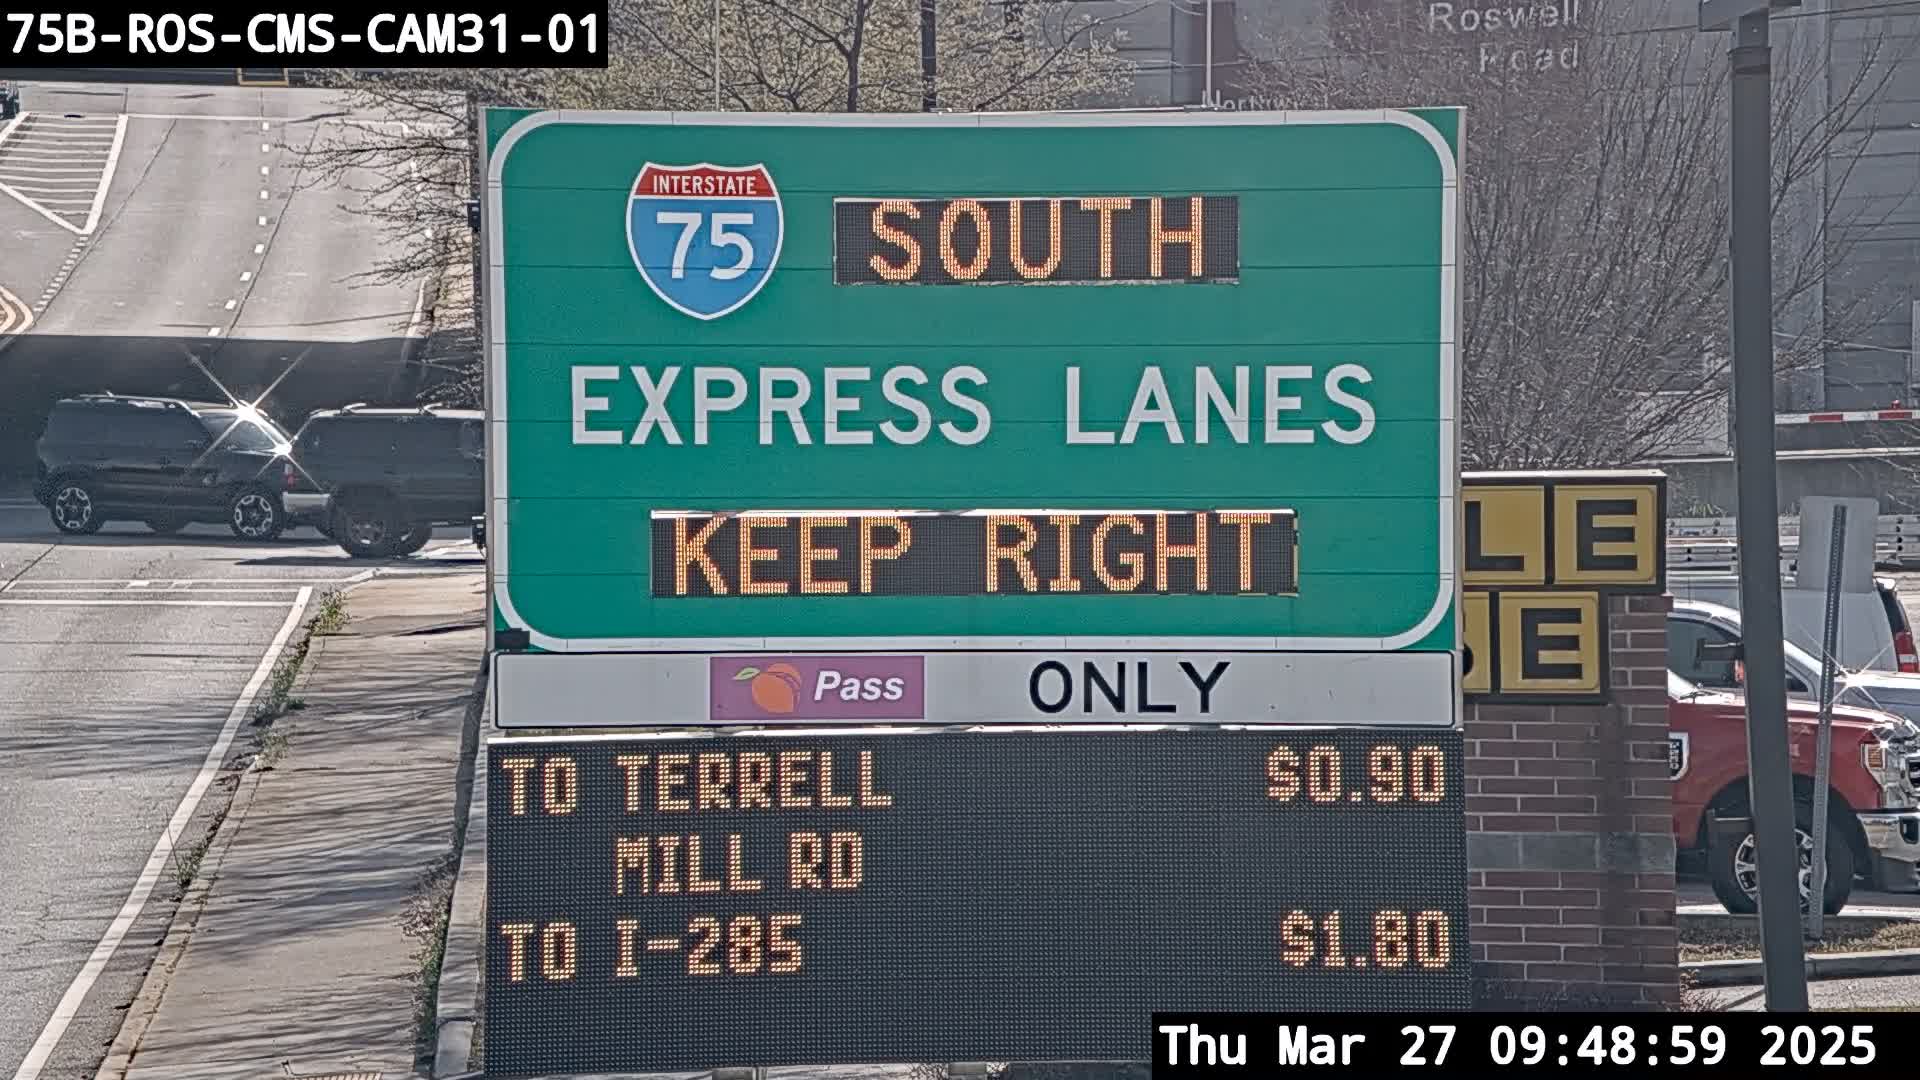 75B-ROS-CMS-CAM31-01
Roswell
Road
INTERSTATE
75
SOUTH
EXPRESS LANES
KEEP RIGHT
LE
E
Pass ONLY
TO TERRELL $0.90
MILL RD
TO I-285 $1.80
Thu Mar 27 09:48:59 2025